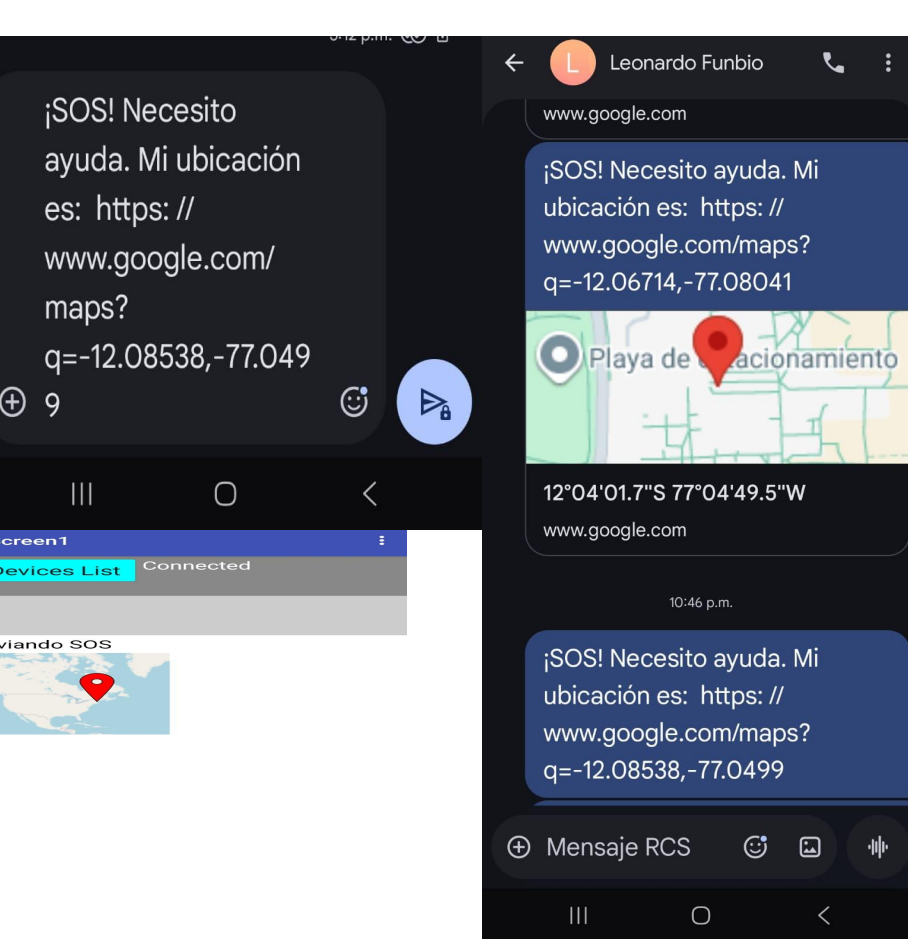 5:12 p.m.
¡SOS! Necesito
ayuda. Mi ubicación
es:  https: //
www.google.com/
maps?
q=-12.08538,-77.049
9
Screen1
Devices List
Connected
viando SOS
L
Leonardo Funbio
www.google.com
¡SOS! Necesito ayuda. Mi
ubicación es:  https: //
www.google.com/maps?
q=-12.06714,-77.08041
Playa de
acionamiento
12°04'01.7"S 77°04'49.5"W
www.google.com
10:46 p.m.
¡SOS! Necesito ayuda. Mi
ubicación es:  https: //
www.google.com/maps?
q=-12.08538,-77.0499
Mensaje RCS